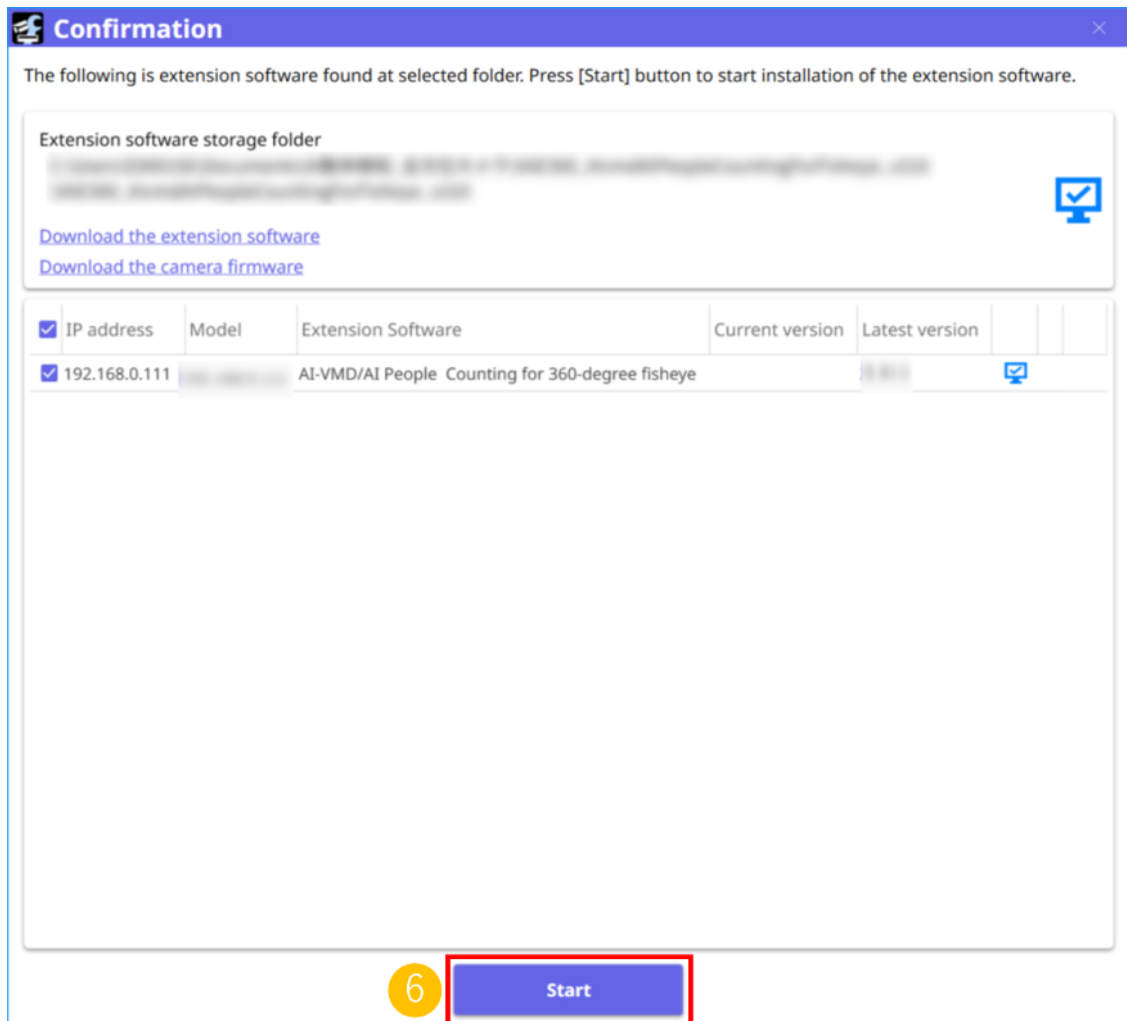 Confirmation
The following is extension software found at selected folder. Press [Start] button to start installation of the extension software.
Extension software storage folder
Download the extension software
Download the camera firmware
IP address Model Extension Software Current version Latest version
192.168.0.111 AI-VMD/AI People Counting for 360-degree fisheye
6 Start